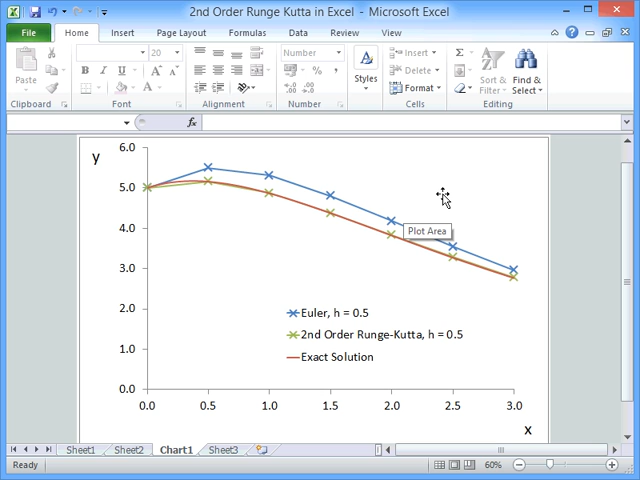 2nd Order Runge Kutta in Excel - Microsoft Excel
File Home Insert Page Layout Formulas Data Review View
Paste
Clipboard
20
A A
B I U
A
Font
Alignment
Number
%
Number
A
Styles
Insert
Delete
Format
Cells
Σ
Sort & Filter
Find & Select
Editing
fx
y
6.0
5.0
4.0
3.0
2.0
1.0
0.0
Plot Area
Euler, h = 0.5
2nd Order Runge-Kutta, h = 0.5
Exact Solution
0.0 0.5 1.0 1.5 2.0 2.5 3.0
x
Sheet1 Sheet2 Chart1 Sheet3
Ready
60%